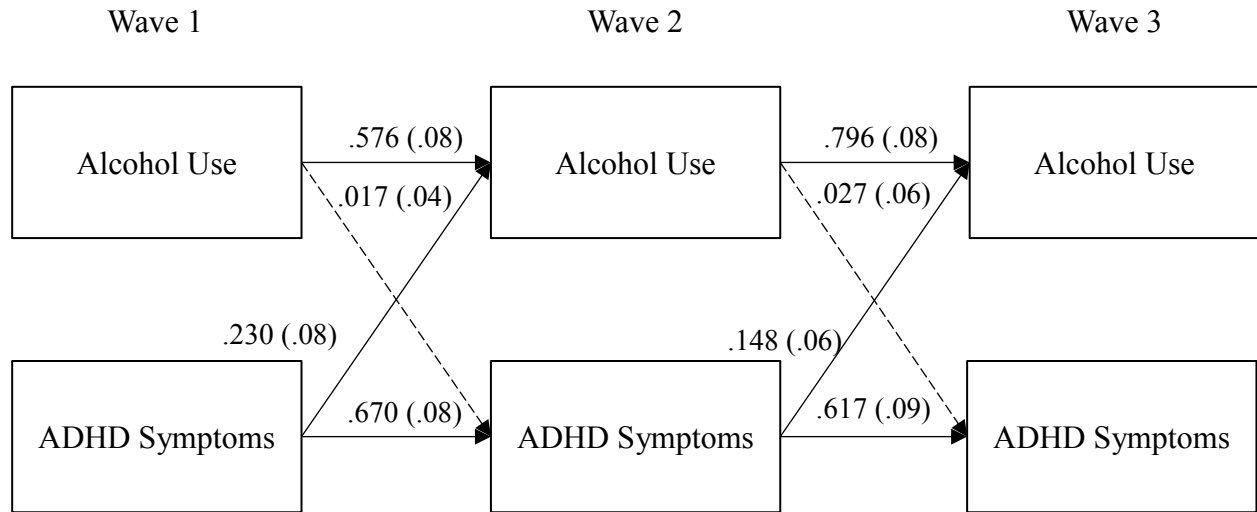 Wave 1
Wave 2
Wave 3
Alcohol Use
.576 (.08)
Alcohol Use
.796 (.08)
Alcohol Use
.017 (.04)
.027 (.06)
.230 (.08)
.148 (.06)
ADHD Symptoms
.670 (.08)
ADHD Symptoms
.617 (.09)
ADHD Symptoms